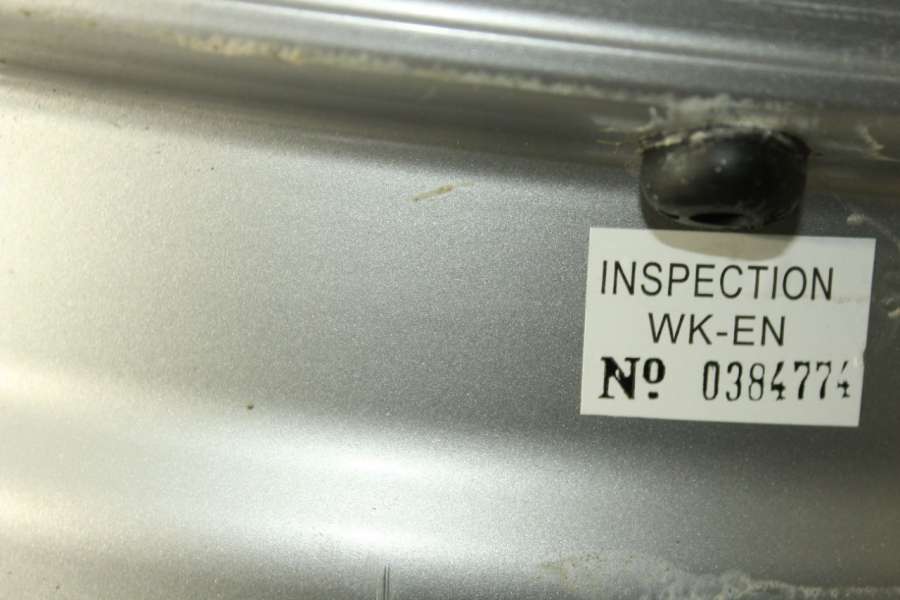 INSPECTION
WK-EN
Nº 0384774